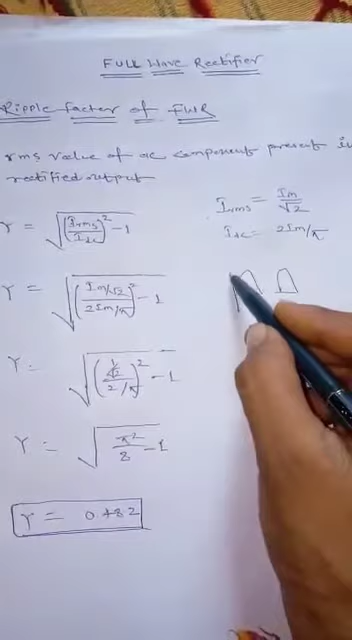 FULL Wave Rectifier
Ripple factor of FWR
rms value of ac component present in
rectified output
γ = √((Irms/Idc)² - 1)
Irms = Im/√2
Idc = 2Im/π
γ = √((Im/√2 / 2Im/π)² - 1)
γ = √((1/√2 / 2/π)² - 1)
γ = √(π²/8 - 1)
γ = 0.482